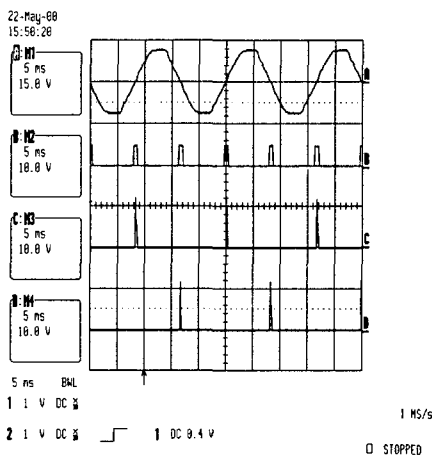 22-May-00
15:50:20
A: M1
5 ms
15.0 V
B: M2
5 ms
10.0 V
C: M3
5 ms
10.0 V
D: M4
5 ms
10.0 V
A
B
C
D
5 ms BWL
1 1 V DC
2 1 V DC
1 DC 0.4 V
1 MS/s
STOPPED